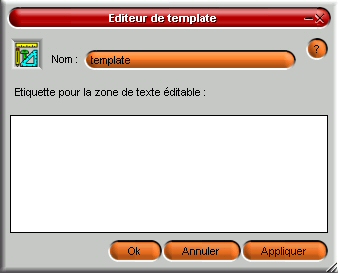 Editeur de template
?
Nom : template
Etiquette pour la zone de texte éditable :
Ok Annuler Appliquer